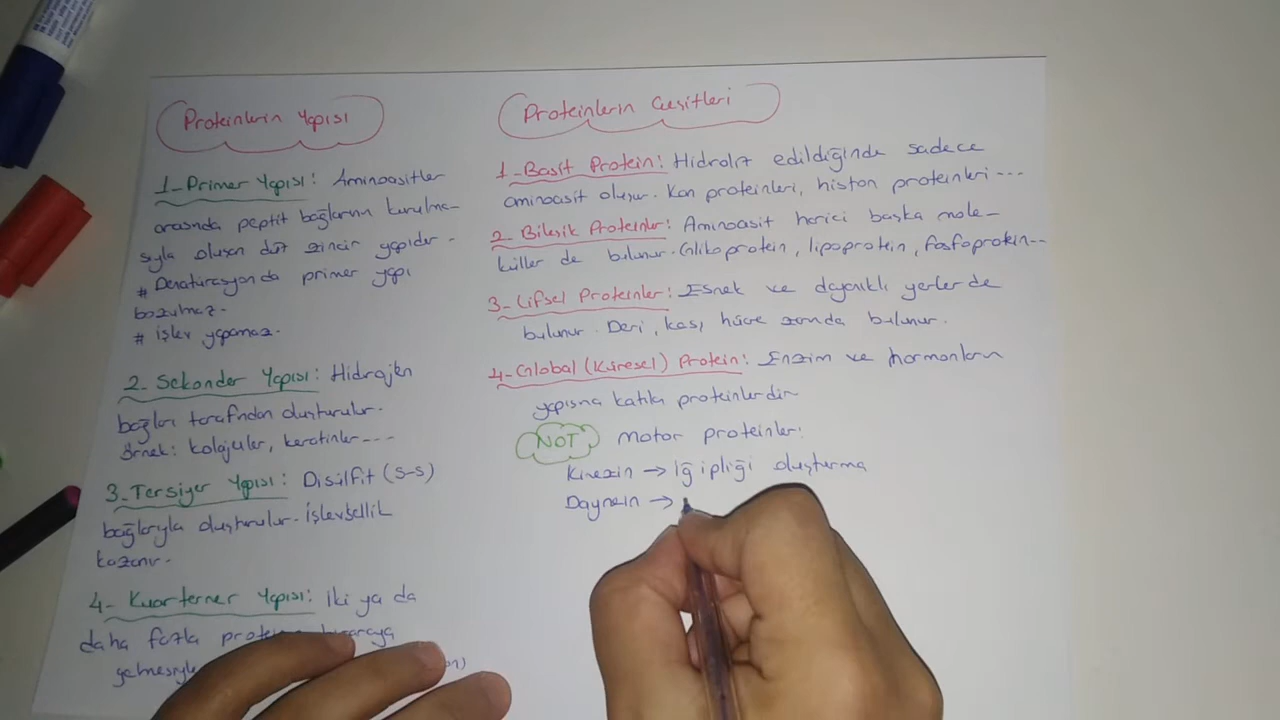 Proteinlerin Yapısı
1-Primer Yapısı: Aminoasitler
arasında peptit bağlarının kurulma-
sıyla oluşan düz zincir yapıdır.
# Denatürasyonda primer yapı
bozulmaz.
# işlev yapamaz.
2- Sekonder Yapısı: Hidrojen
bağları tarafından oluşturulur.
Örnek: kolajenler, keratinler---
3-Tersiyer Yapısı: Disülfit (s-s)
bağlarıyla oluşturulur. İşlevsellik
kazanır.
4- Kuarterner Yapısı: iki ya da
daha fazla protein biraraya
gelmesiyle
Proteinlerin Çeşitleri
1-Basit Protein: Hidroliz edildiğinde sadece
aminoasit oluşur. Kan proteinleri, histon proteinleri---
2- Bileşik Proteinler: Aminoasit harici başka mole-
küller de bulunur. Glikoprotein, lipoprotein, fosfoprotein--
3-Lifsel Proteinler: Esnek ve dayanıklı yerlerde
bulunur. Deri, kas, hücre zarında bulunur.
4-Global (Küresel) Protein: Enzim ve hormonların
yapısına katılan proteinlerdir
NOT motor proteinler:
Kinezin → iğ ipliği oluşturma
Daynein →